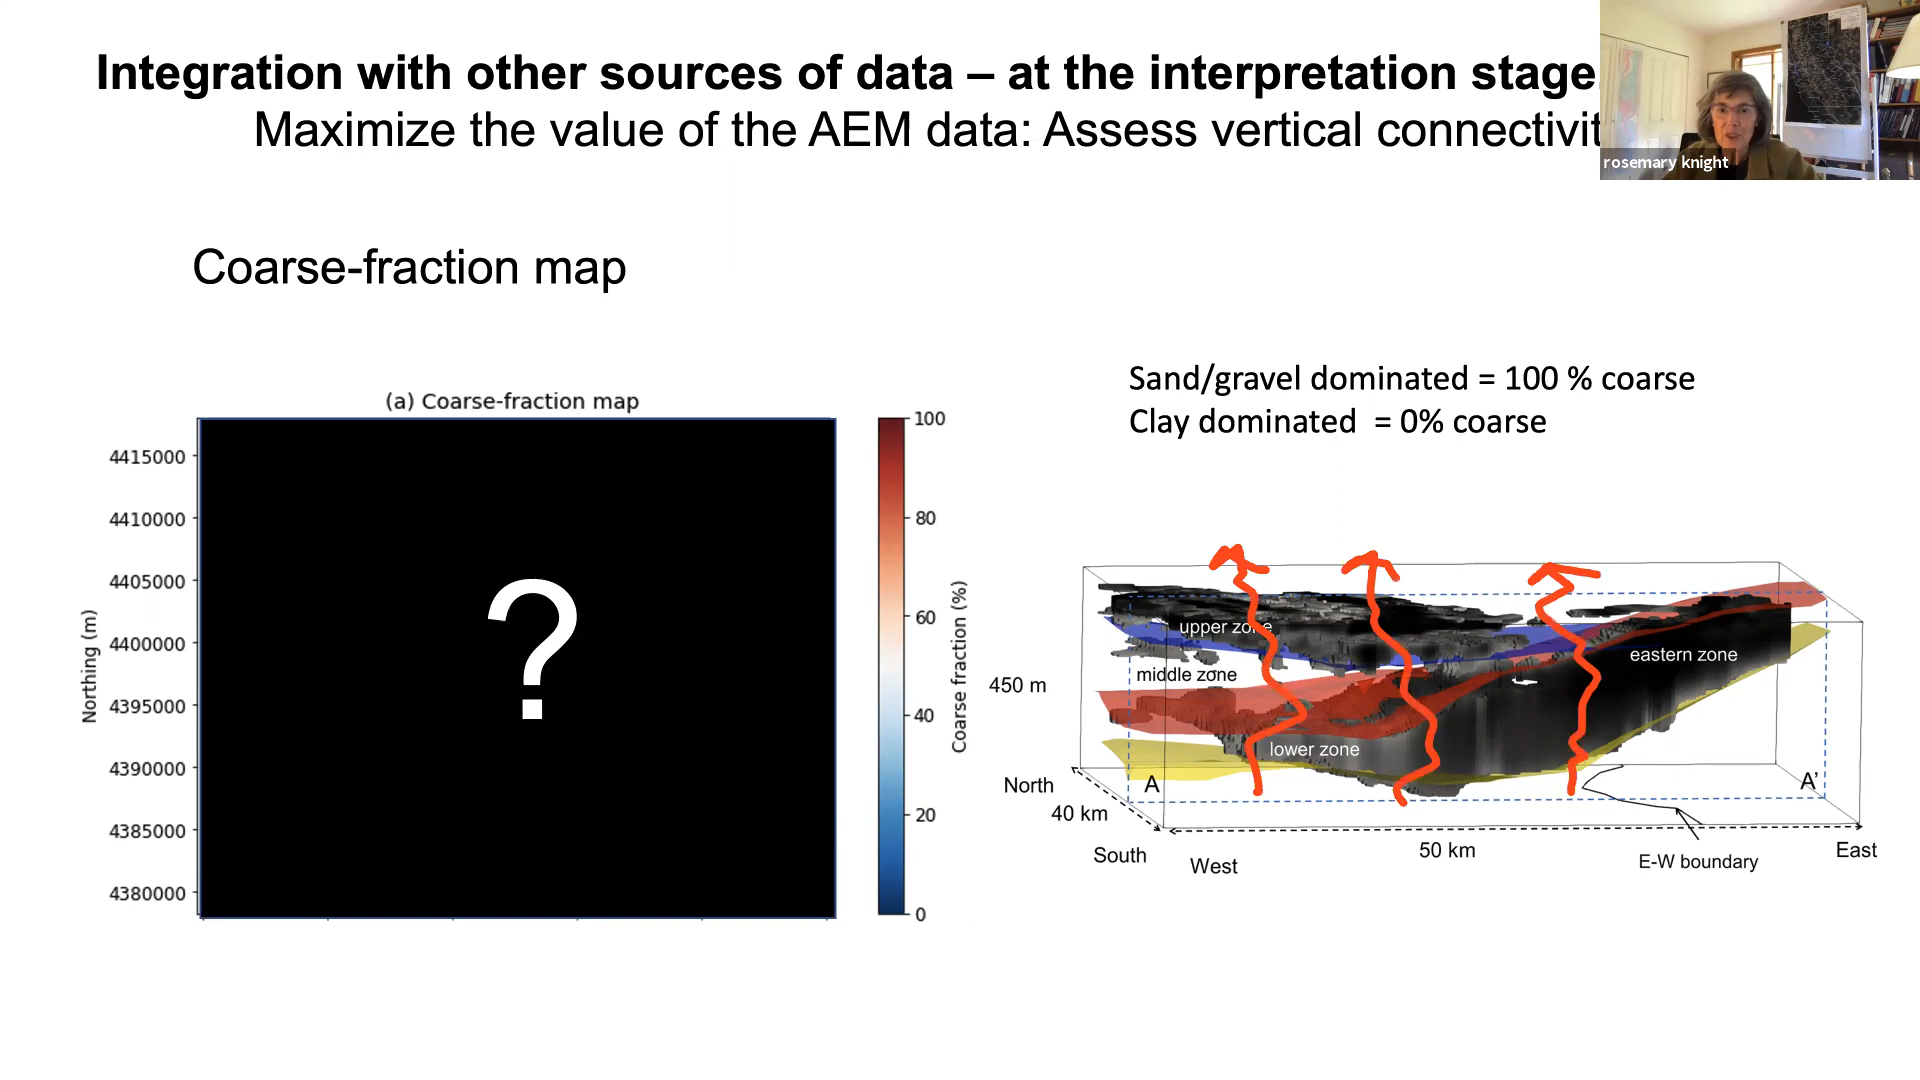 Integration with other sources of data – at the interpretation stage
Maximize the value of the AEM data: Assess vertical connectivit
rosemary knight
Coarse-fraction map
(a) Coarse-fraction map
Northing (m)
4415000
4410000
4405000
4400000
4395000
4390000
4385000
4380000
?
100
80
60
40
20
0
Coarse fraction (%)
Sand/gravel dominated = 100 % coarse
Clay dominated = 0% coarse
upper zone
middle zone
lower zone
eastern zone
450 m
North
40 km
South
A
A'
West
50 km
E-W boundary
East